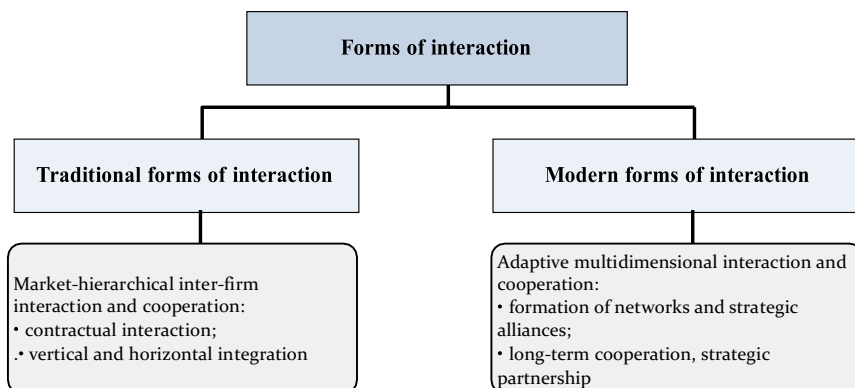 Forms of interaction
Traditional forms of interaction
Modern forms of interaction
Market-hierarchical inter-firm
interaction and cooperation:
• contractual interaction;
.• vertical and horizontal integration
Adaptive multidimensional interaction and
cooperation:
• formation of networks and strategic
alliances;
• long-term cooperation, strategic
partnership